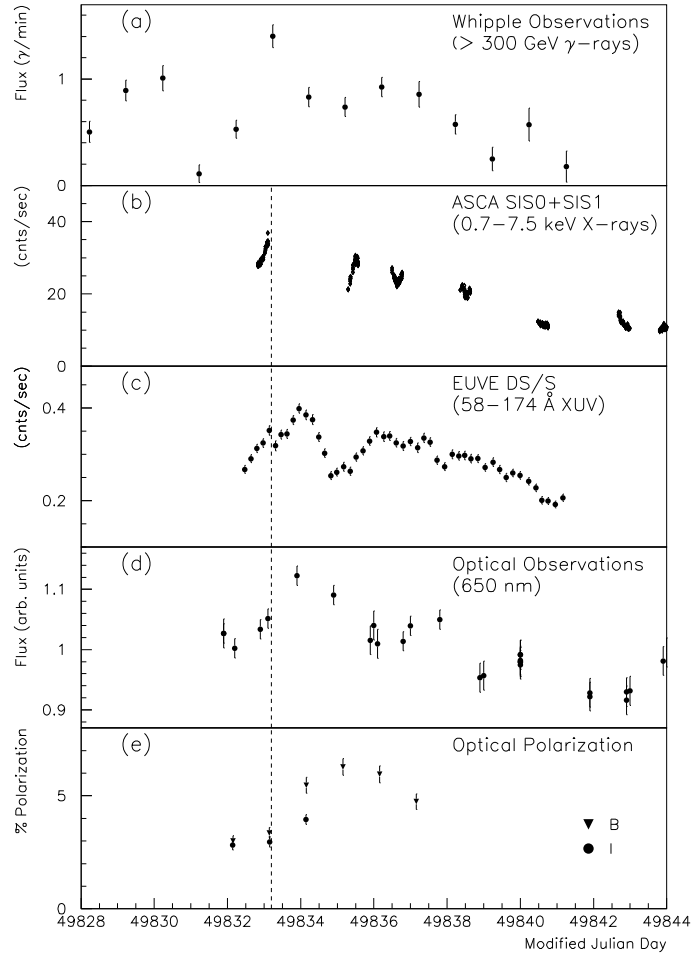 (a)
Whipple Observations
(> 300 GeV γ−rays)
Flux (γ/min)
1
0
(b)
ASCA SIS0+SIS1
(0.7−7.5 keV X−rays)
(cnts/sec)
40
20
0
(c)
EUVE DS/S
(58−174 Å XUV)
(cnts/sec)
0.4
0.2
(d)
Optical Observations
(650 nm)
Flux (arb. units)
1.1
1
0.9
(e)
Optical Polarization
% Polarization
5
0
B
I
49828 49830 49832 49834 49836 49838 49840 49842 49844
Modified Julian Day